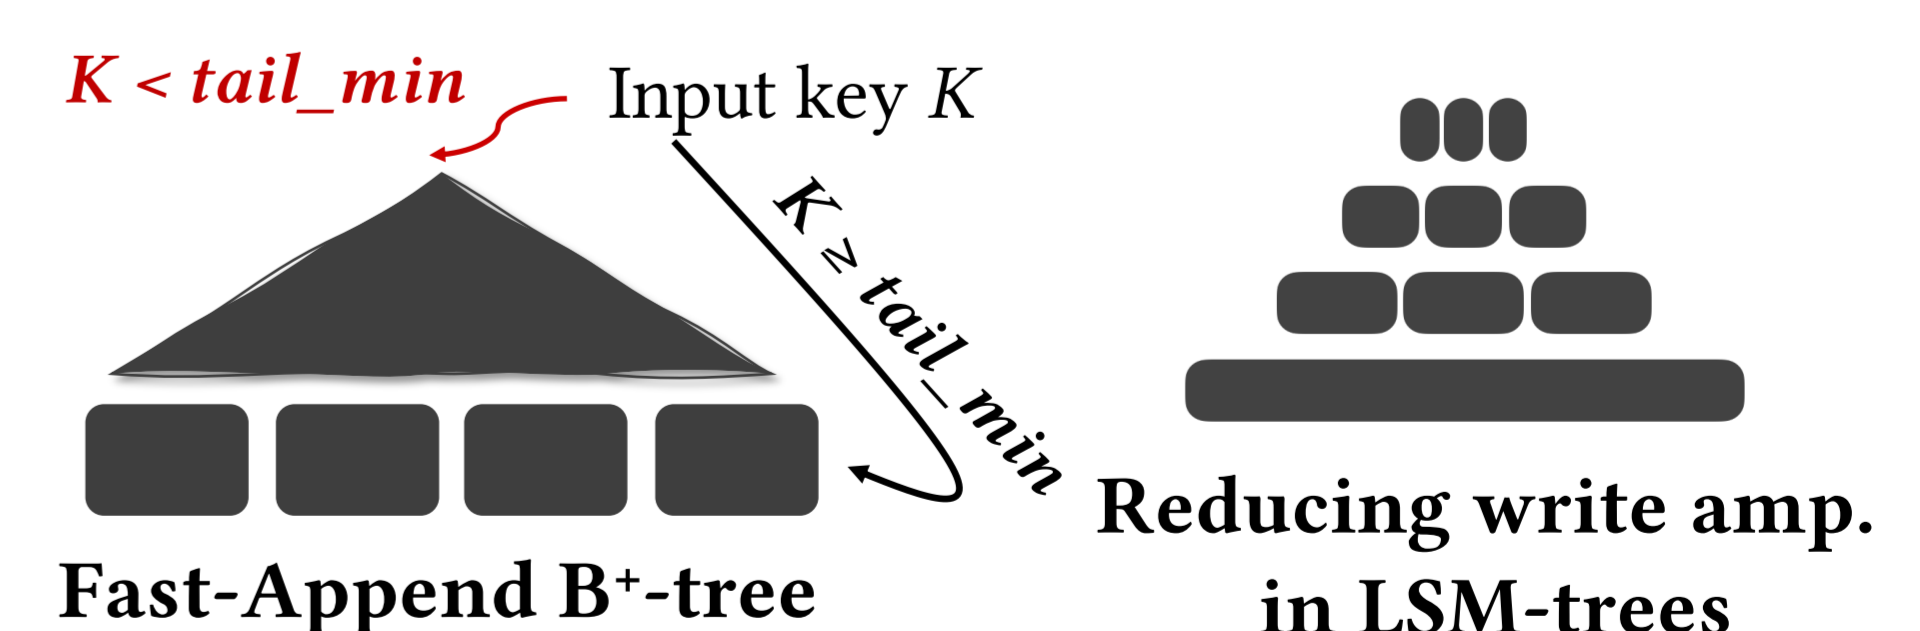 K < tail_min
Input key K
K ≥ tail_min
Fast-Append B⁺-tree
Reducing write amp.
in LSM-trees